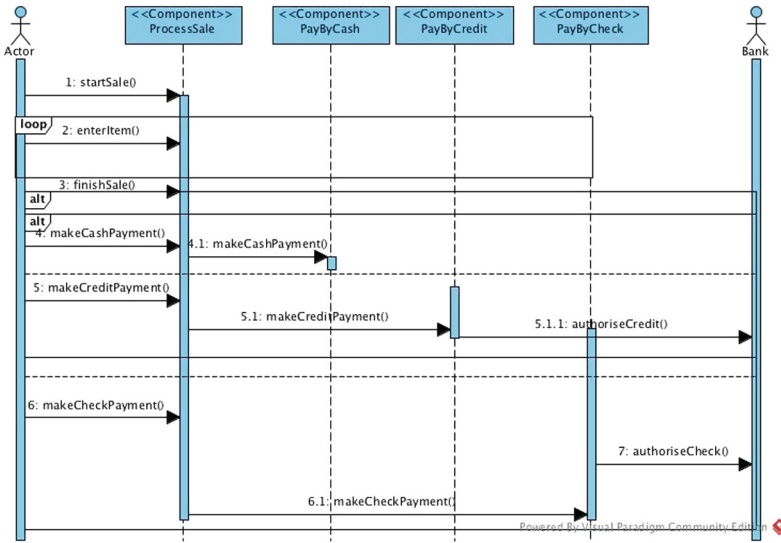 <<Component>> <<Component>> <<Component>> <<Component>>
ProcessSale PayByCash PayByCredit PayByCheck
Actor Bank
1: startSale()
loop
2: enterItem()
3: finishSale()
alt
alt
4: makeCashPayment()
4.1: makeCashPayment()
5: makeCreditPayment()
5.1: makeCreditPayment()
5.1.1: authoriseCredit()
6: makeCheckPayment()
7: authoriseCheck()
6.1: makeCheckPayment()
Powered By Visual Paradigm Community Edition